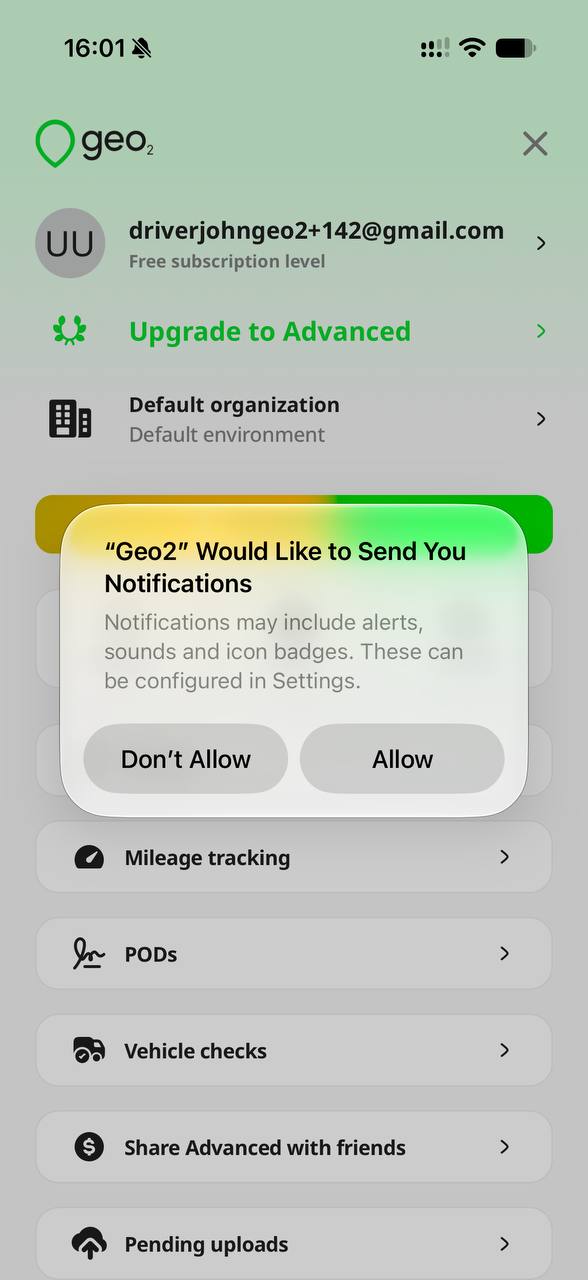 16:01
geo2
UU
driverjohngeo2+142@gmail.com
Free subscription level
Upgrade to Advanced
Default organization
Default environment
“Geo2” Would Like to Send You
Notifications
Notifications may include alerts,
sounds and icon badges. These can
be configured in Settings.
Don’t Allow
Allow
Mileage tracking
PODs
Vehicle checks
Share Advanced with friends
Pending uploads